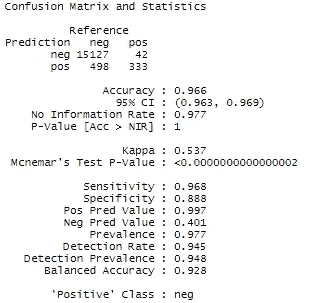 Confusion Matrix and Statistics
Reference
Prediction neg pos
neg 15127 42
pos 498 333
Accuracy : 0.966
95% CI : (0.963, 0.969)
No Information Rate : 0.977
P-Value [Acc > NIR] : 1
Kappa : 0.537
Mcnemar's Test P-Value : <0.0000000000000002
Sensitivity : 0.968
Specificity : 0.888
Pos Pred Value : 0.997
Neg Pred Value : 0.401
Prevalence : 0.977
Detection Rate : 0.945
Detection Prevalence : 0.948
Balanced Accuracy : 0.928
'Positive' Class : neg